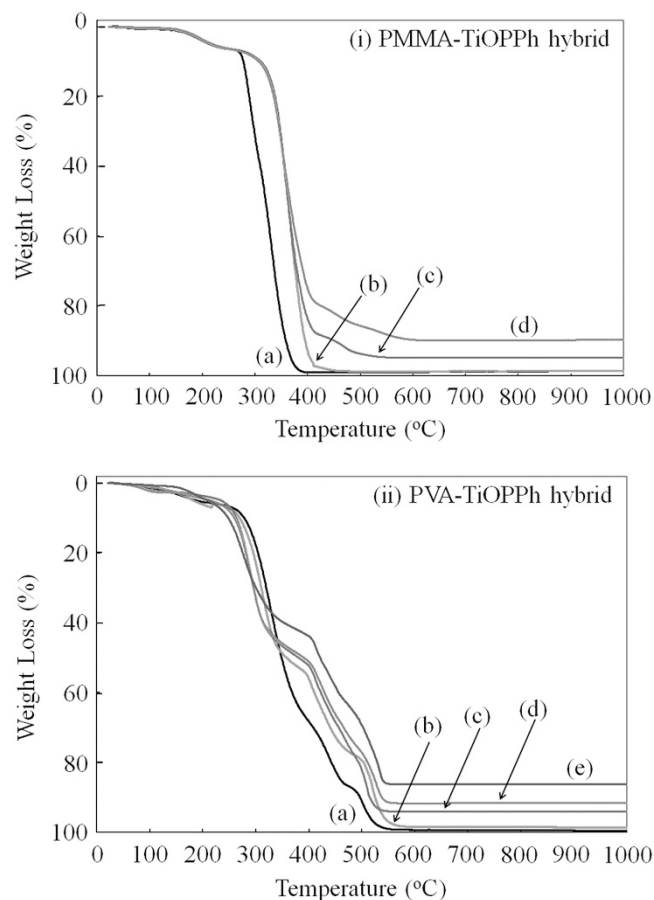 0
20
40
60
80
100
Weight Loss (%)
(i) PMMA-TiOPPh hybrid
(a)
(b)
(c)
(d)
0 100 200 300 400 500 600 700 800 900 1000
Temperature (°C)
0
20
40
60
80
100
Weight Loss (%)
(ii) PVA-TiOPPh hybrid
(a)
(b)
(c)
(d)
(e)
0 100 200 300 400 500 600 700 800 900 1000
Temperature (°C)